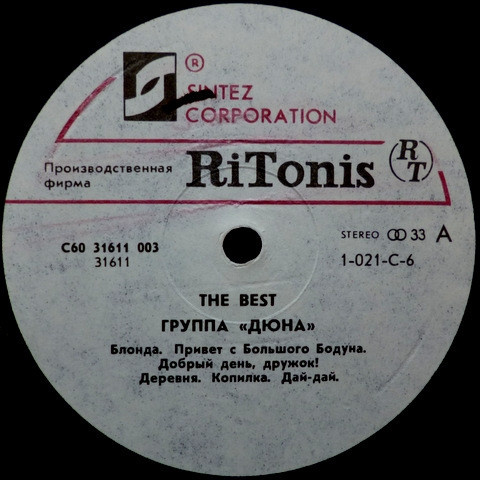 ®
SINTEZ
CORPORATION
Производственная
фирма
RiTonis
RT
С60 31611 003
31611
STEREO 33 A
1-021-C-6
THE BEST
ГРУППА «ДЮНА»
Блонда. Привет с Большого Бодуна.
Добрый день, дружок!
Деревня. Копилка. Дай-дай.